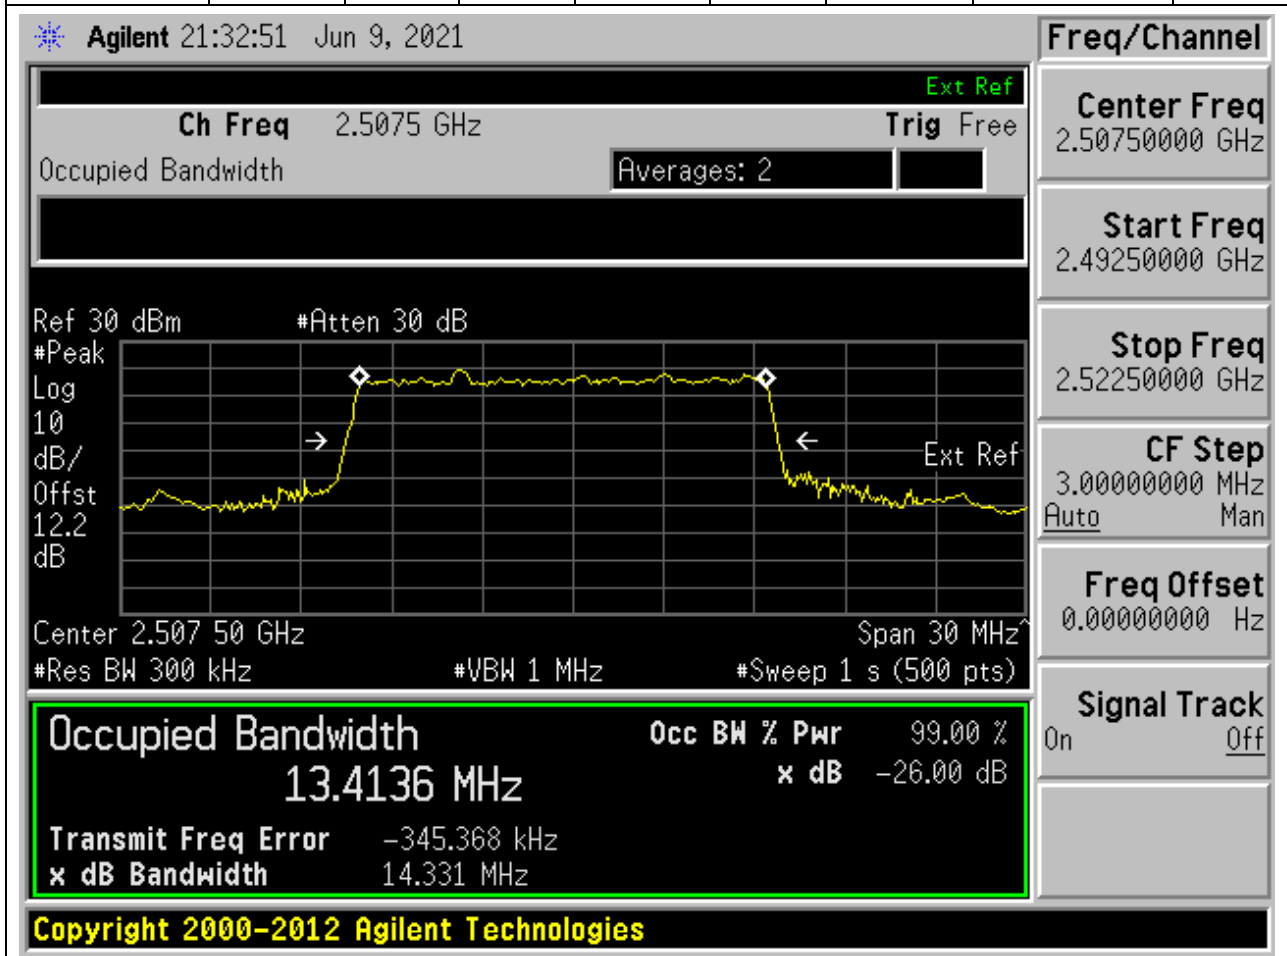 Agilent 21:32:51 Jun 9, 2021
Freq/Channel
Ext Ref
Ch Freq 2.5075 GHz Trig Free
Occupied Bandwidth Averages: 2
Ref 30 dBm #Atten 30 dB
#Peak
Log
10
dB/
Offst
12.2
dB
Ext Ref
Center 2.507 50 GHz Span 30 MHz^
#Res BW 300 kHz #VBW 1 MHz #Sweep 1 s (500 pts)
Occupied Bandwidth Occ BW % Pwr 99.00 %
13.4136 MHz x dB -26.00 dB
Transmit Freq Error -345.368 kHz
x dB Bandwidth 14.331 MHz
Copyright 2000-2012 Agilent Technologies
Center Freq
2.50750000 GHz
Start Freq
2.49250000 GHz
Stop Freq
2.52250000 GHz
CF Step
3.00000000 MHz
Auto Man
Freq Offset
0.00000000 Hz
Signal Track
On Off